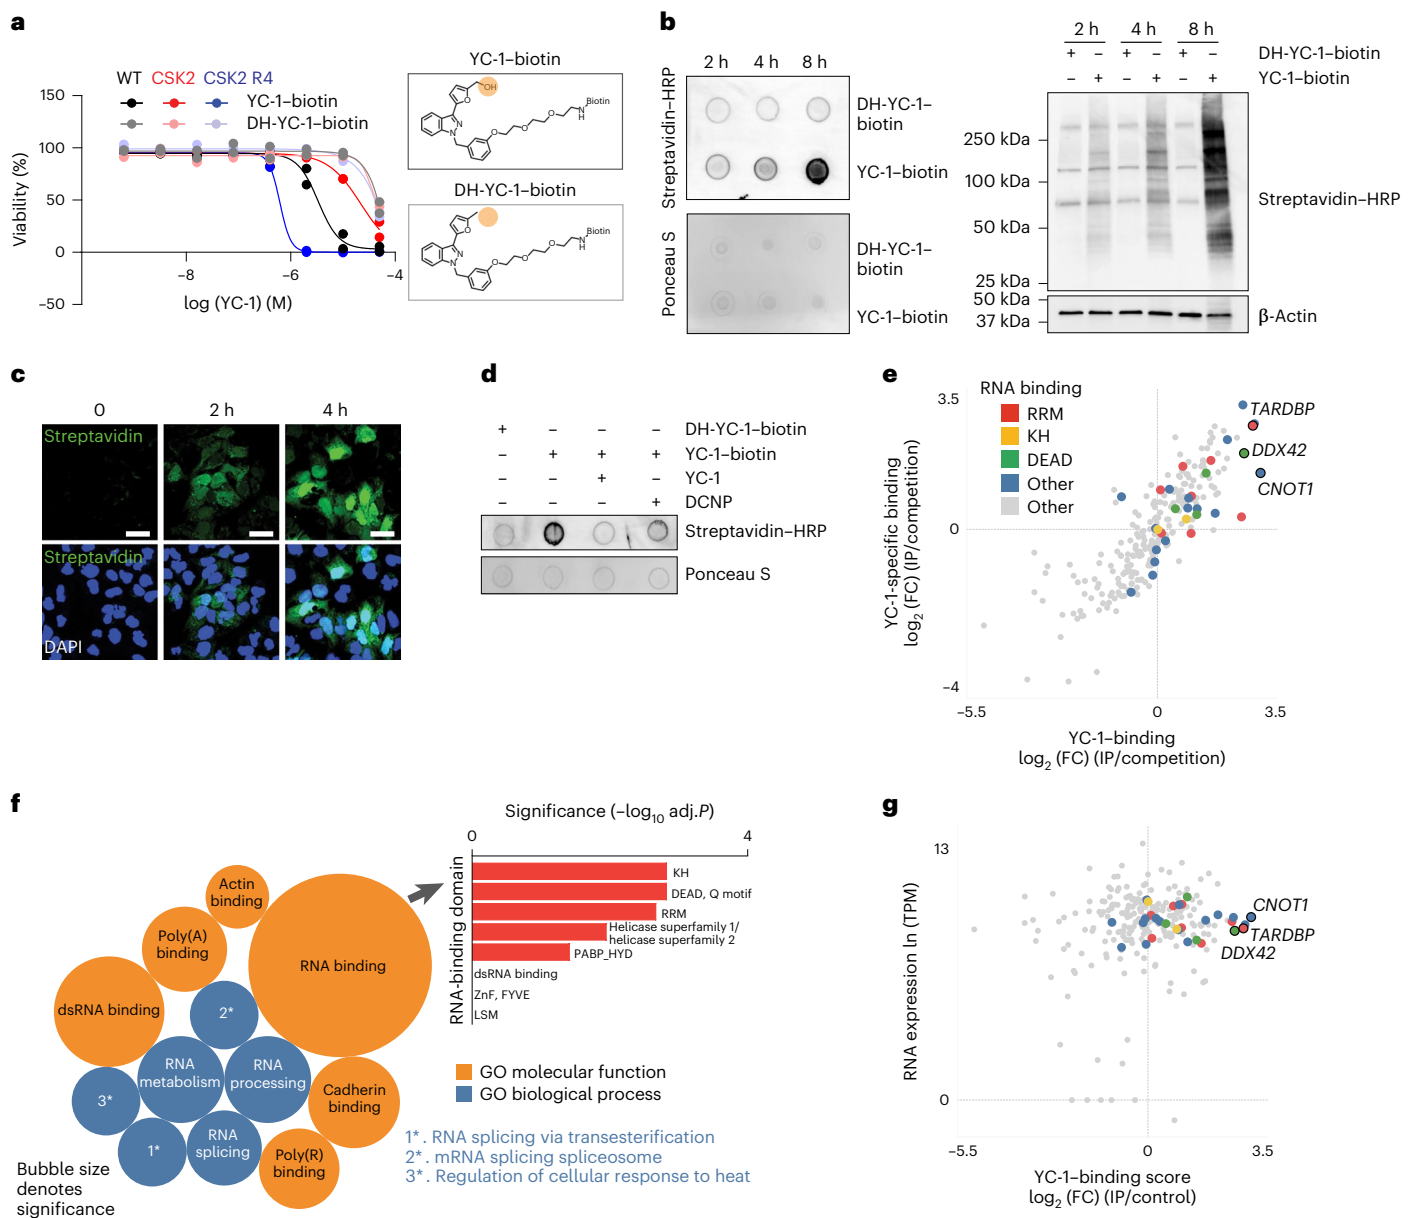 a
WT CSK2 CSK2 R4
YC-1–biotin
DH-YC-1–biotin
150
100
50
0
−50
Viability (%)
−8
−6
−4
log (YC-1) (M)
YC-1–biotin
OH
O
N
N
O
O
O
N
H
Biotin
DH-YC-1–biotin
O
N
N
O
O
O
N
H
Biotin
b
2 h 4 h 8 h
Streptavidin–HRP
DH-YC-1–
biotin
YC-1–biotin
Ponceau S
DH-YC-1–
biotin
YC-1–biotin
2 h 4 h 8 h
+ – + – + – DH-YC-1–biotin
– + – + – + YC-1–biotin
250 kDa
100 kDa
50 kDa
25 kDa
Streptavidin–HRP
50 kDa
37 kDa
β-Actin
c
0 2 h 4 h
Streptavidin
Streptavidin
DAPI
d
+ – – – DH-YC-1–biotin
– + + + YC-1–biotin
– – + – YC-1
– – – + DCNP
Streptavidin–HRP
Ponceau S
e
RNA binding
RRM
KH
DEAD
Other
Other
3.5
0
−4
YC-1-specific binding
log2 (FC) (IP/competition)
TARDBP
DDX42
CNOT1
−5.5
0
3.5
YC-1–binding
log2 (FC) (IP/competition)
f
Significance (−log10 adj.P)
0
4
RNA-binding domain
KH
DEAD, Q motif
RRM
Helicase superfamily 1/
helicase superfamily 2
PABP_HYD
dsRNA binding
ZnF, FYVE
LSM
Actin
binding
Poly(A)
binding
RNA binding
dsRNA binding
2*
RNA
metabolism
RNA
processing
3*
Cadherin
binding
1*
RNA
splicing
Poly(R)
binding
Bubble size
denotes
significance
GO molecular function
GO biological process
1*. RNA splicing via transesterification
2*. mRNA splicing spliceosome
3*. Regulation of cellular response to heat
g
13
0
RNA expression ln (TPM)
CNOT1
TARDBP
DDX42
−5.5
0
3.5
YC-1–binding score
log2 (FC) (IP/control)